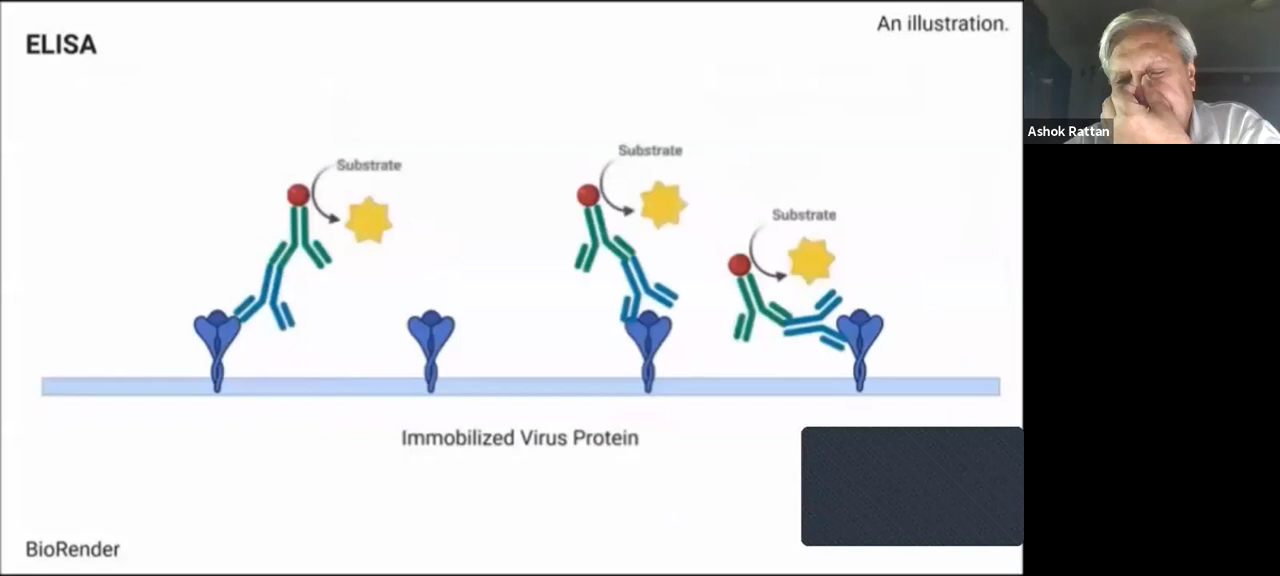 An illustration.
ELISA
Substrate
Substrate
Substrate
Immobilized Virus Protein
BioRender
Ashok Rattan